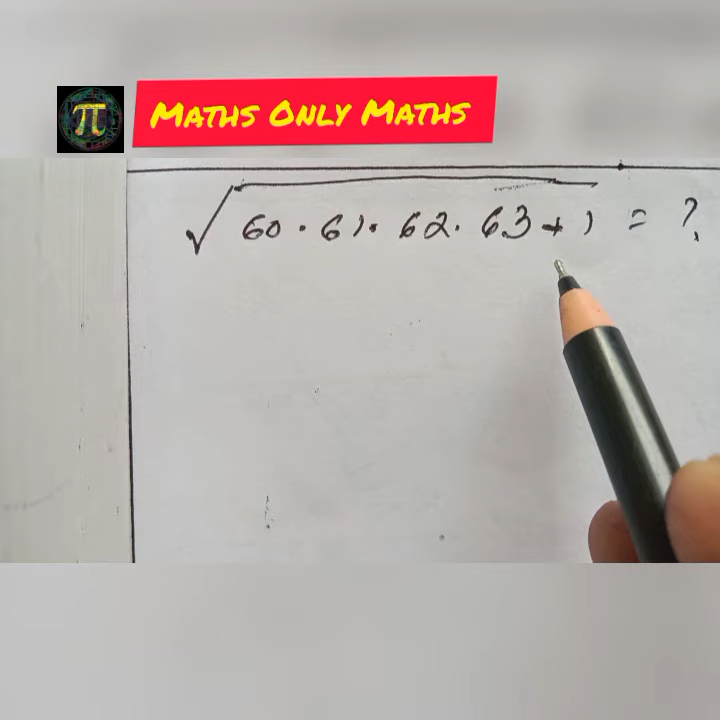 π
MATHS ONLY MATHS
√60 · 61 · 62 · 63 + 1 = ?